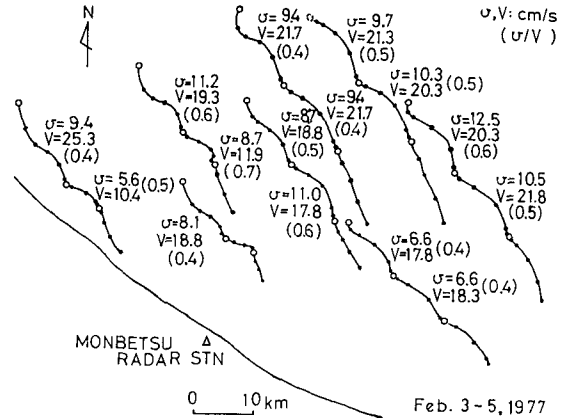 N
υ, V: cm/s
(υ/V)
υ= 9.4
V= 21.7
(0.4)
υ= 9.7
V= 21.3
(0.5)
υ= 11.2
V= 19.3
(0.6)
υ= 10.3
V= 20.3 (0.5)
υ= 9.4
V= 21.7
(0.4)
υ= 8.7
V= 18.8
(0.5)
υ= 12.5
V= 20.3
(0.6)
υ= 9.4
V= 25.3
(0.4)
υ= 8.7
V= 11.9
(0.7)
υ= 5.6 (0.5)
V= 10.4
υ= 11.0
V= 17.8
(0.6)
υ= 10.5
V= 21.8
(0.5)
υ= 8.1
V= 18.8
(0.4)
υ= 6.6 (0.4)
V= 17.8
υ= 6.6 (0.4)
V= 18.3
MONBETSU
RADAR STN
0 10 km
Feb. 3-5, 1977